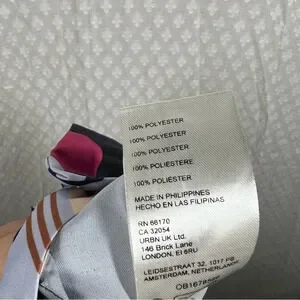 100% POLYESTER
100% POLYESTER
100% POLYESTER
100% POLIESTERE
100% POLIÉSTER
MADE IN PHILIPPINES
HECHO EN LAS FILIPINAS
RN 66170
CA 32054
URBN UK Ltd.
146 Brick Lane
LONDON, EI 6RU
LEIDSESTRAAT 32, 1017 PB
AMSTERDAM, NETHERLANDS